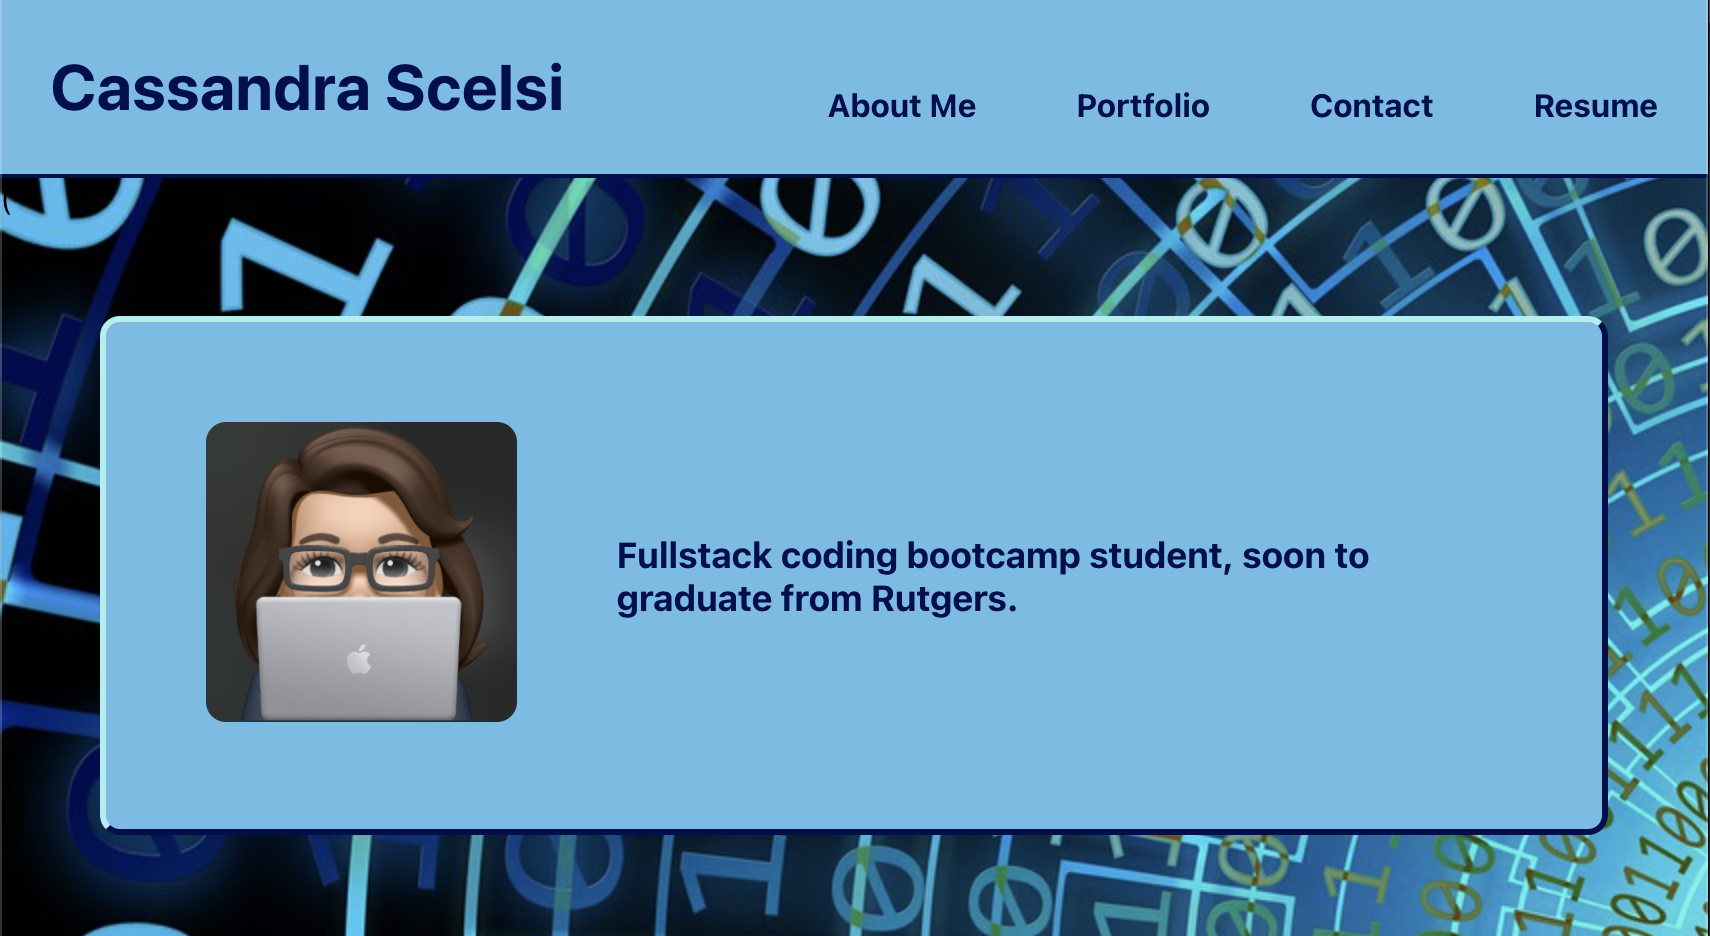 Cassandra Scelsi
About Me Portfolio Contact Resume
(
Fullstack coding bootcamp student, soon to
graduate from Rutgers.